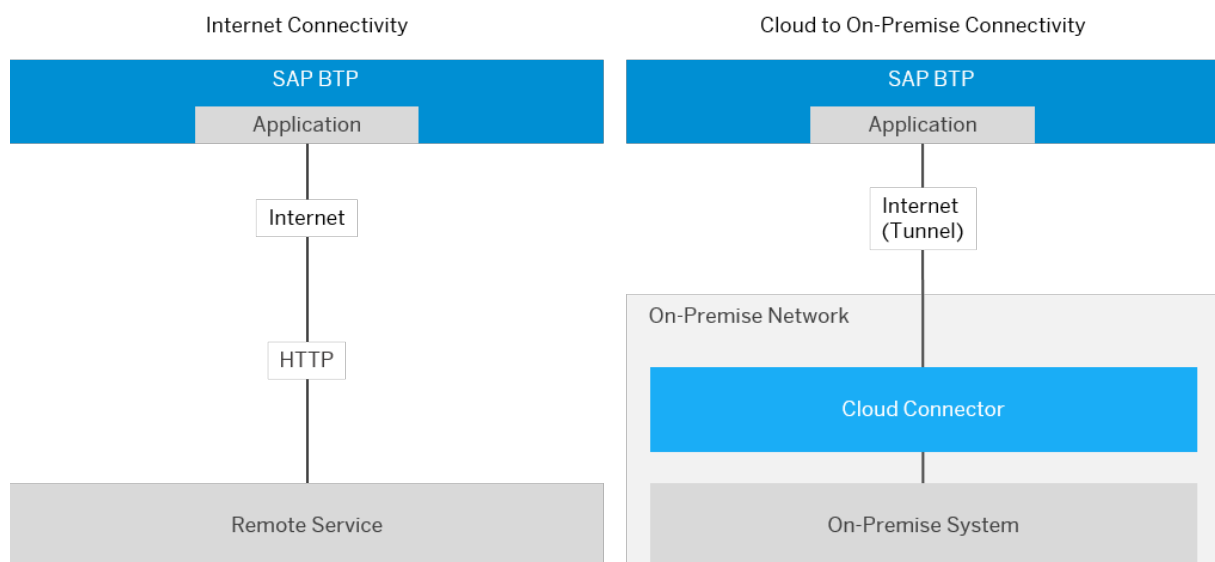 Internet Connectivity
SAP BTP
Application
Internet
HTTP
Remote Service
Cloud to On-Premise Connectivity
SAP BTP
Application
Internet
(Tunnel)
On-Premise Network
Cloud Connector
On-Premise System